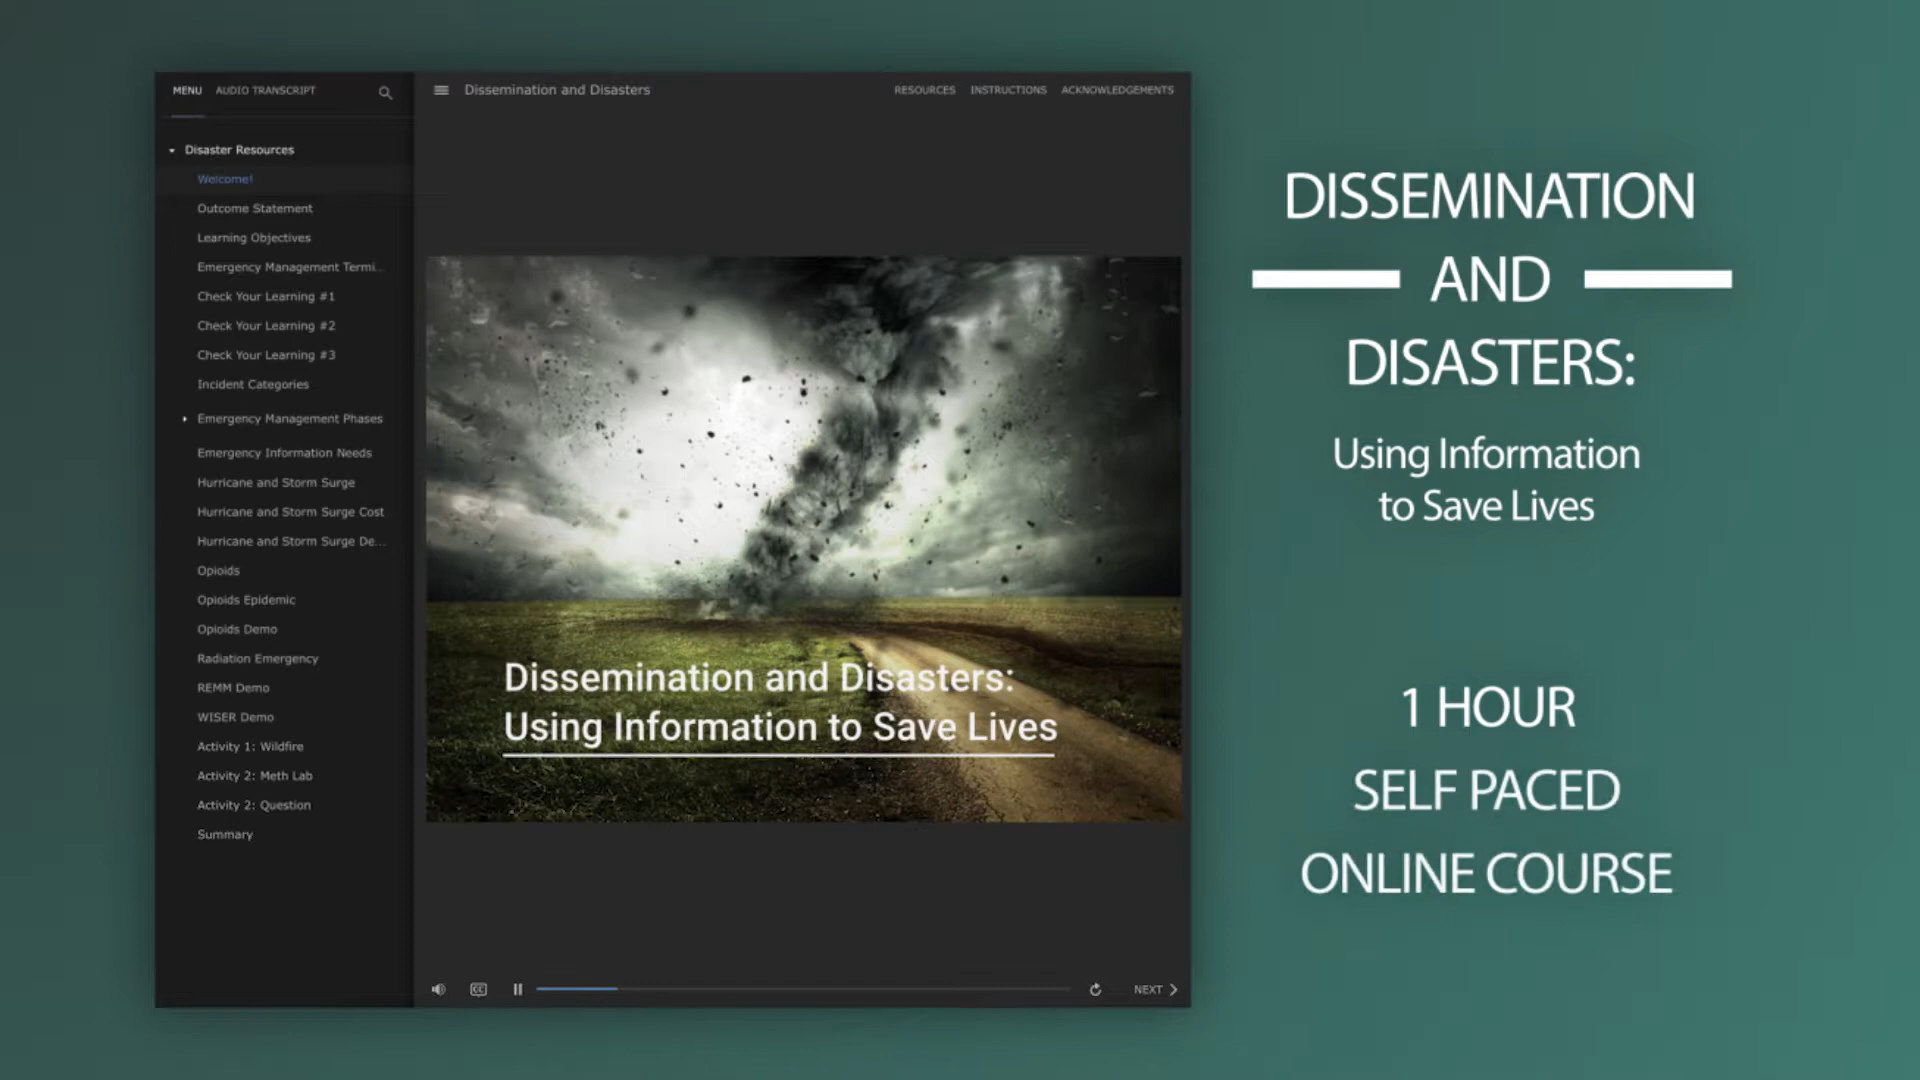 MENU
AUDIO TRANSCRIPT
Disaster Resources
Welcome!
Outcome Statement
Learning Objectives
Emergency Management Termi...
Check Your Learning #1
Check Your Learning #2
Check Your Learning #3
Incident Categories
Emergency Management Phases
Emergency Information Needs
Hurricane and Storm Surge
Hurricane and Storm Surge Cost
Hurricane and Storm Surge De...
Opioids
Opioids Epidemic
Opioids Demo
Radiation Emergency
REMM Demo
WISER Demo
Activity 1: Wildfire
Activity 2: Meth Lab
Activity 2: Question
Summary
Dissemination and Disasters
RESOURCES
INSTRUCTIONS
ACKNOWLEDGEMENTS
Dissemination and Disasters:
Using Information to Save Lives
CC
NEXT
DISSEMINATION
AND
DISASTERS:
Using Information
to Save Lives
1 HOUR
SELF PACED
ONLINE COURSE